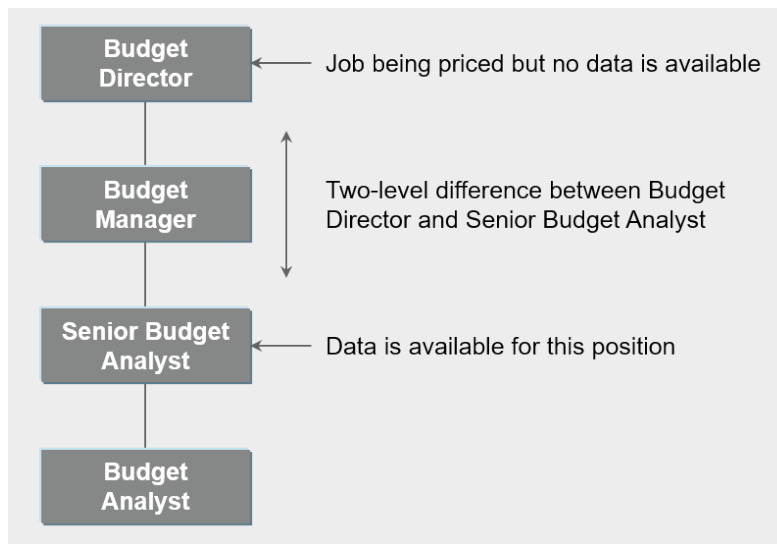 Budget
Director
Job being priced but no data is available
Budget
Manager
Two-level difference between Budget
Director and Senior Budget Analyst
Senior Budget
Analyst
Data is available for this position
Budget
Analyst